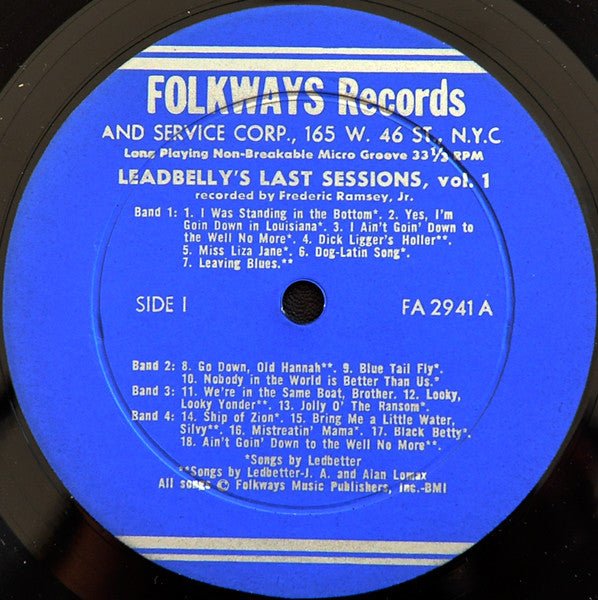 FOLKWAYS Records
AND SERVICE CORP., 165 W. 46 ST., N.Y.C
Long Playing Non-Breakable Micro Groove 33⅓ RPM
LEADBELLY'S LAST SESSIONS, vol. 1
recorded by Frederic Ramsey, Jr.
Band 1: 1. I Was Standing in the Bottom*. 2. Yes, I'm
Goin Down in Louisiana*. 3. I Ain't Goin' Down to
the Well No More*. 4. Dick Ligger's Holler**.
5. Miss Liza Jane*. 6. Dog-Latin Song*.
7. Leaving Blues.**
SIDE I FA 2941 A
Band 2: 8. Go Down, Old Hannah**. 9. Blue Tail Fly*.
10. Nobody in the World is Better Than Us.*
Band 3: 11. We're in the Same Boat, Brother. 12. Looky,
Looky Yonder**. 13. Jolly O' The Ransom*.
Band 4: 14. Ship of Zion*. 15. Bring Me a Little Water,
Silvy**. 16. Mistreatin' Mama*. 17. Black Betty*.
18. Ain't Goin' Down to the Well No More**
*Songs by Ledbetter
**Songs by Ledbetter-J. A. and Alan Lomax
All songs © Folkways Music Publishers, Inc.-BMI